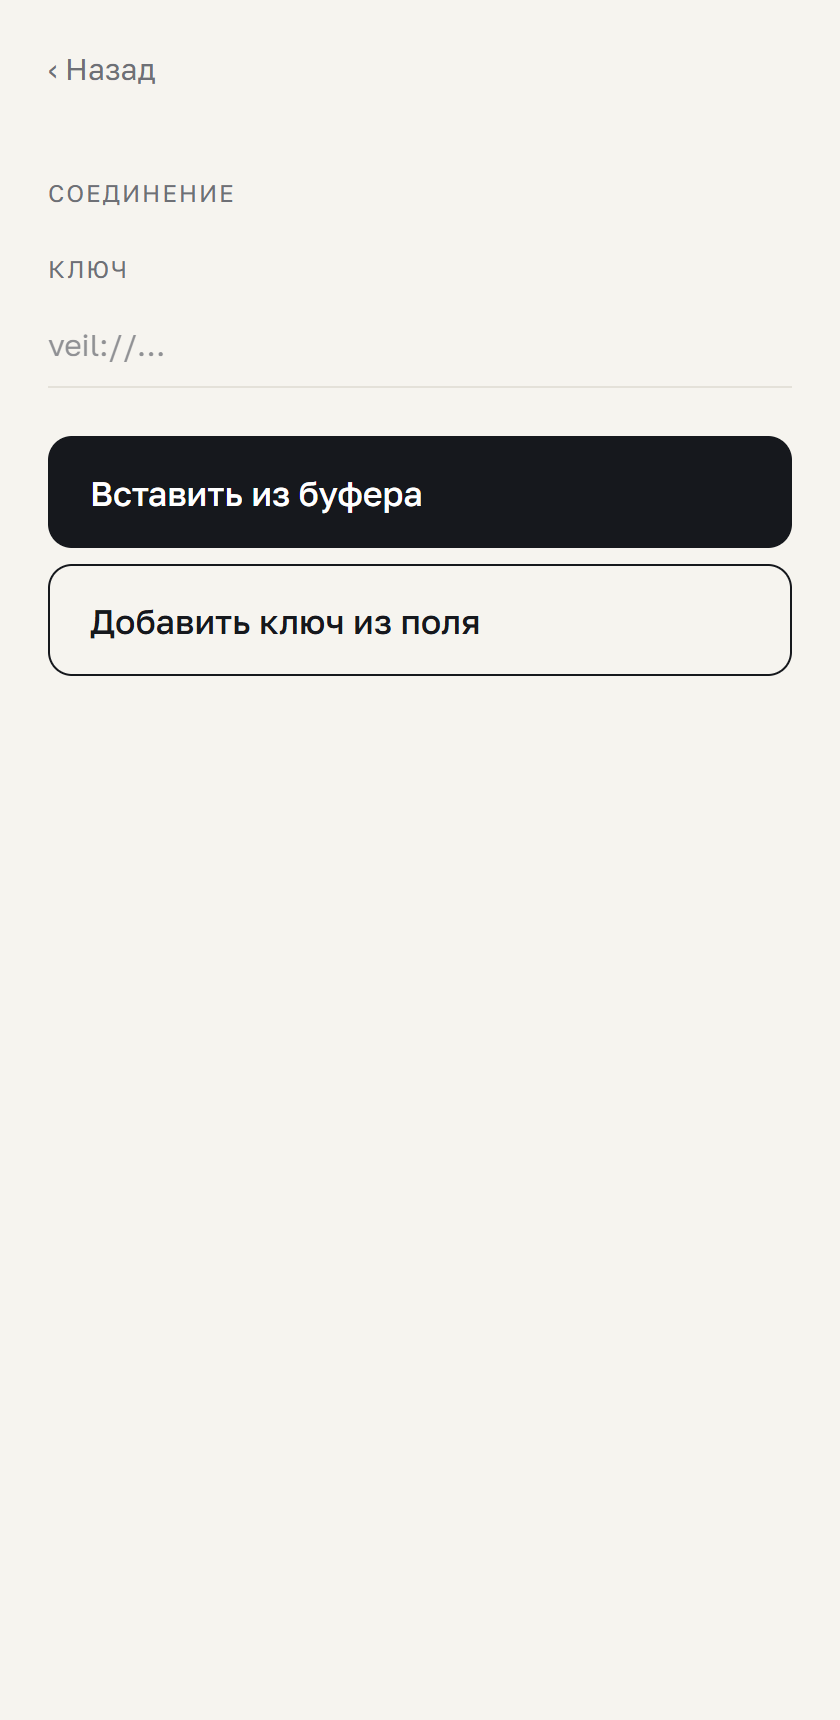 ‹ Назад
СОЕДИНЕНИЕ
КЛЮЧ
veil://...
Вставить из буфера
Добавить ключ из поля